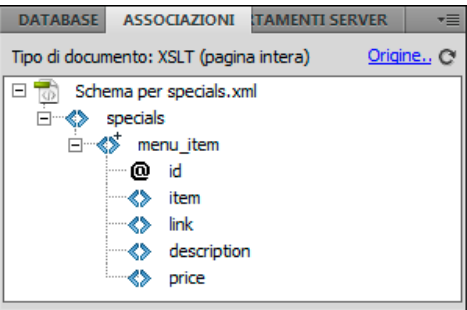 DATABASE ASSOCIAZIONI RTAMENTI SERVER
Tipo di documento: XSLT (pagina intera) Origine..
Schema per specials.xml
specials
menu_item
id
item
link
description
price